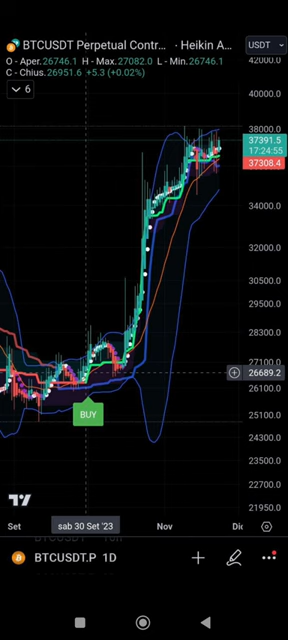 BTCUSDT Perpetual Contr... · Heikin A...
USDT
O - Aper. 26746.1 H - Max. 27082.0 L - Min. 26746.1
C - Chius. 26951.6 +5.3 (+0.02%)
6
42000.0
40000.0
38000.0
37391.5
17:24:55
37308.4
34000.0
32000.0
30500.0
29500.0
28300.0
27100.0
26689.2
26100.0
25100.0
24300.0
23500.0
22700.0
21950.0
BUY
Set
sab 30 Set '23
Nov
Dic
BTCUSDT.P 1D